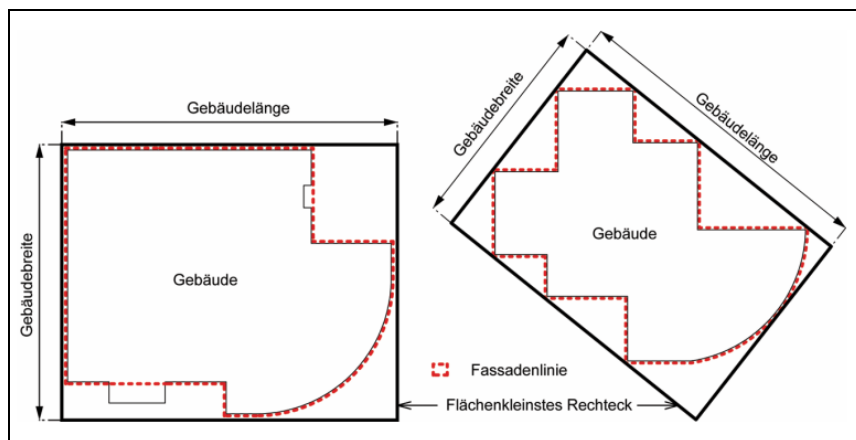 Gebäudelänge
Gebäudebreite
Gebäude
Gebäudebreite
Gebäudelänge
Gebäude
Fassadenlinie
Flächenkleinstes Rechteck